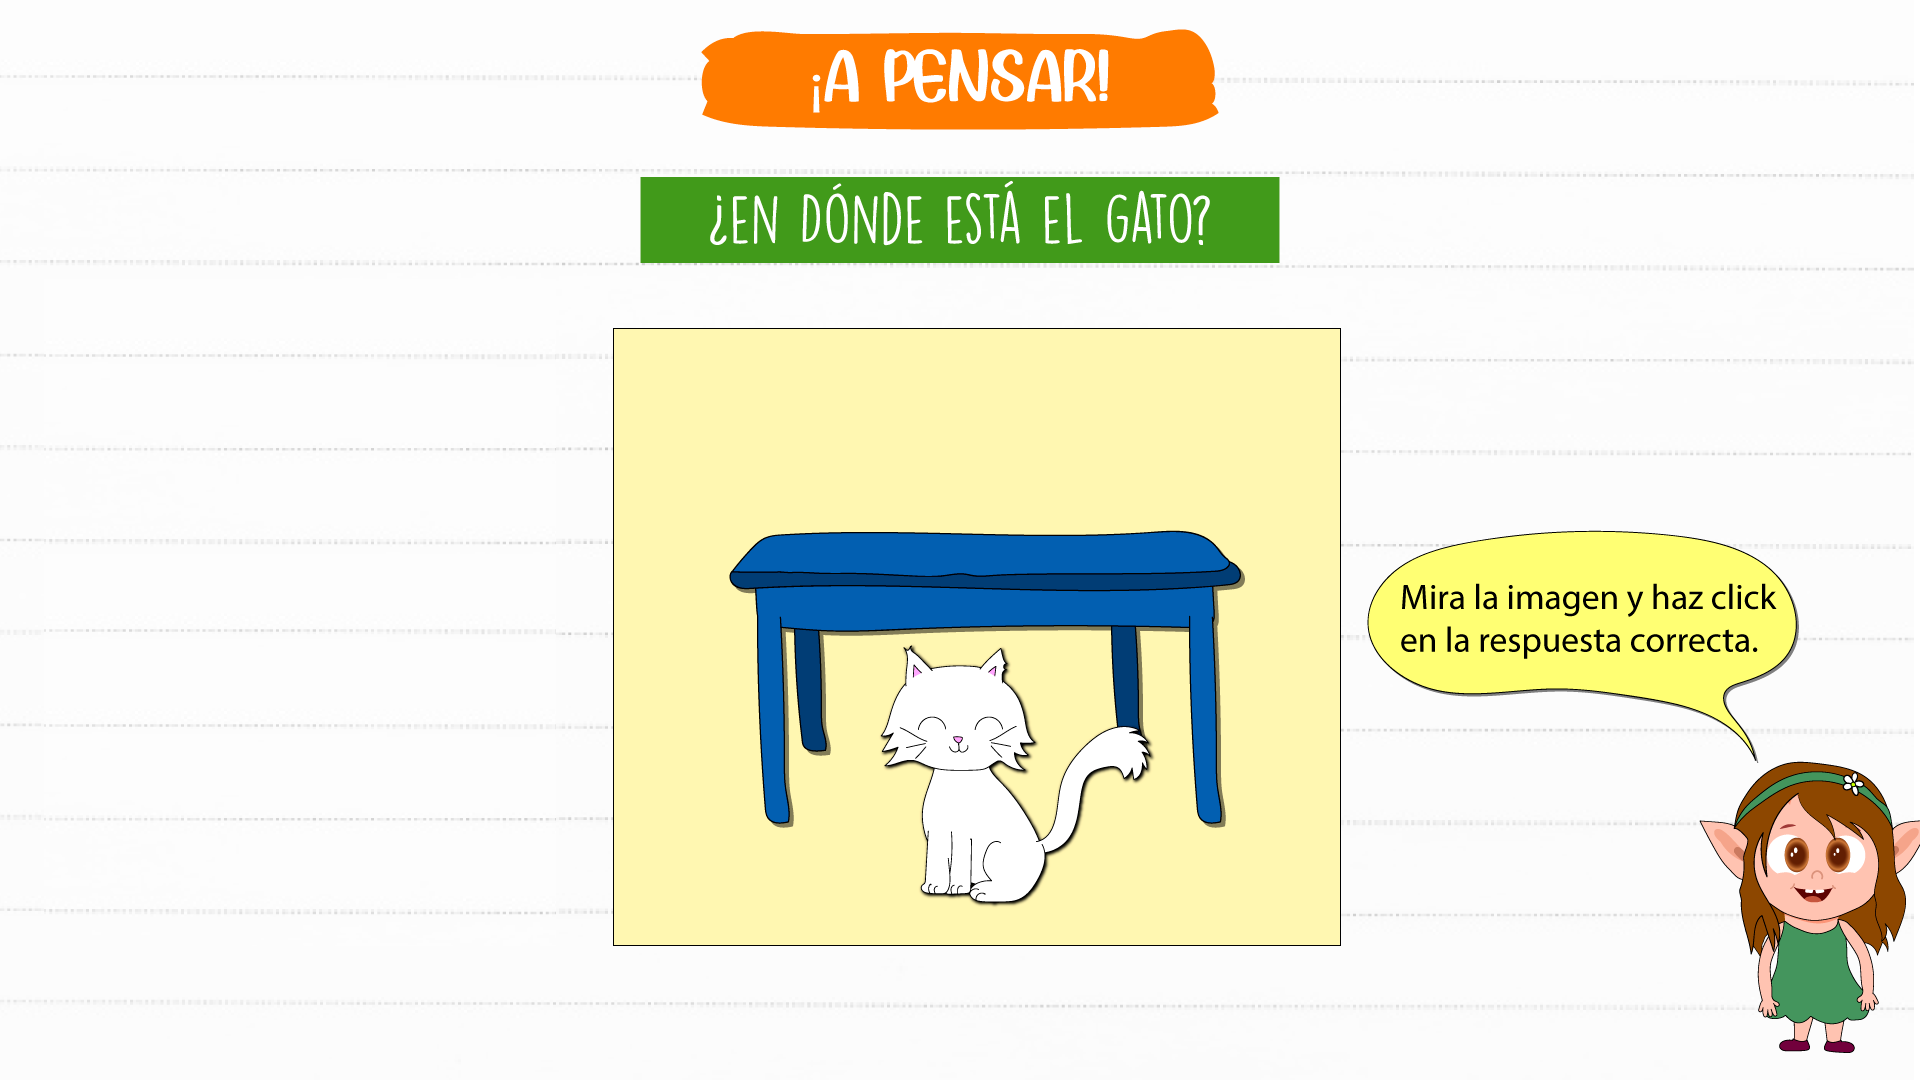 ¡A PENSAR!
¿EN DÓNDE ESTÁ EL GATO?
Mira la imagen y haz click
en la respuesta correcta.